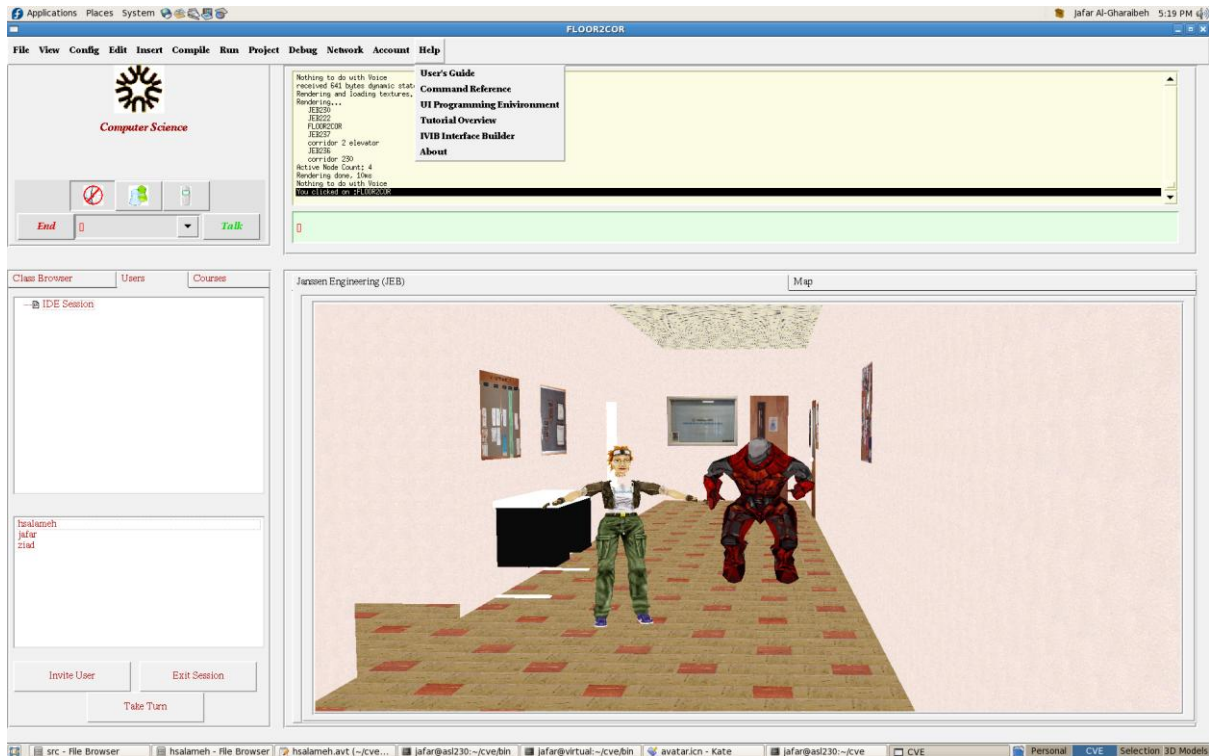 Applications Places System
Jafar Al-Gharaibeh 5:19 PM
FLOOR2COR
File View Config Edit Insert Compile Run Project Debug Network Account Help
User's Guide
Command Reference
UI Programming Enivironment
Tutorial Overview
IVIB Interface Builder
About
Computer Science
End
Talk
Nothing to do with Voice
received 641 bytes dynamic stat
Rendering and loading textures,
Rendering...
JEB230
JEB222
FLOOR2COR
JEB237
corridor 2 elevator
JEB236
corridor 230
Active Node Count: 4
Rendering done, 10ms
Nothing to do with Voice
You clicked on ;FLOOR2COR
Class Browser Users Courses
IDE Session
hsalameh
jafar
ziad
Invite User Exit Session
Take Turn
Janssen Engineering (JEB) Map
src - File Browser hsalameh - File Browser hsalameh.avt (~/cve... jafar@asl230:~/cve/bin jafar@virtual:~/cve/bin avatar.icn - Kate jafar@asl230:~/cve CVE Personal CVE Selection 3D Models